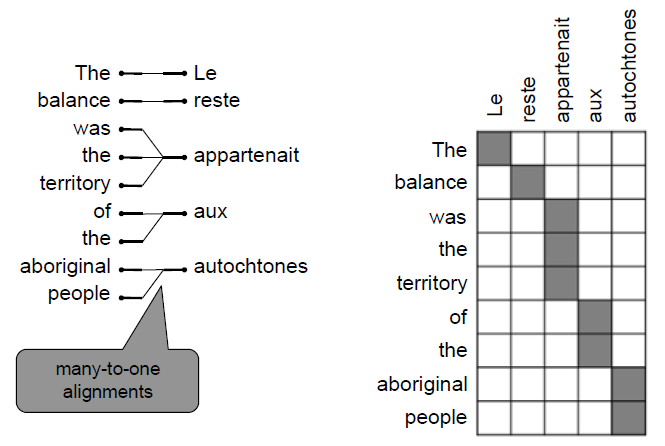 The Le
balance reste
was
the appartenait
territory
of aux
the
aboriginal autochtones
people
many-to-one
alignments
Le reste appartenait aux autochtones
The
balance
was
the
territory
of
the
aboriginal
people